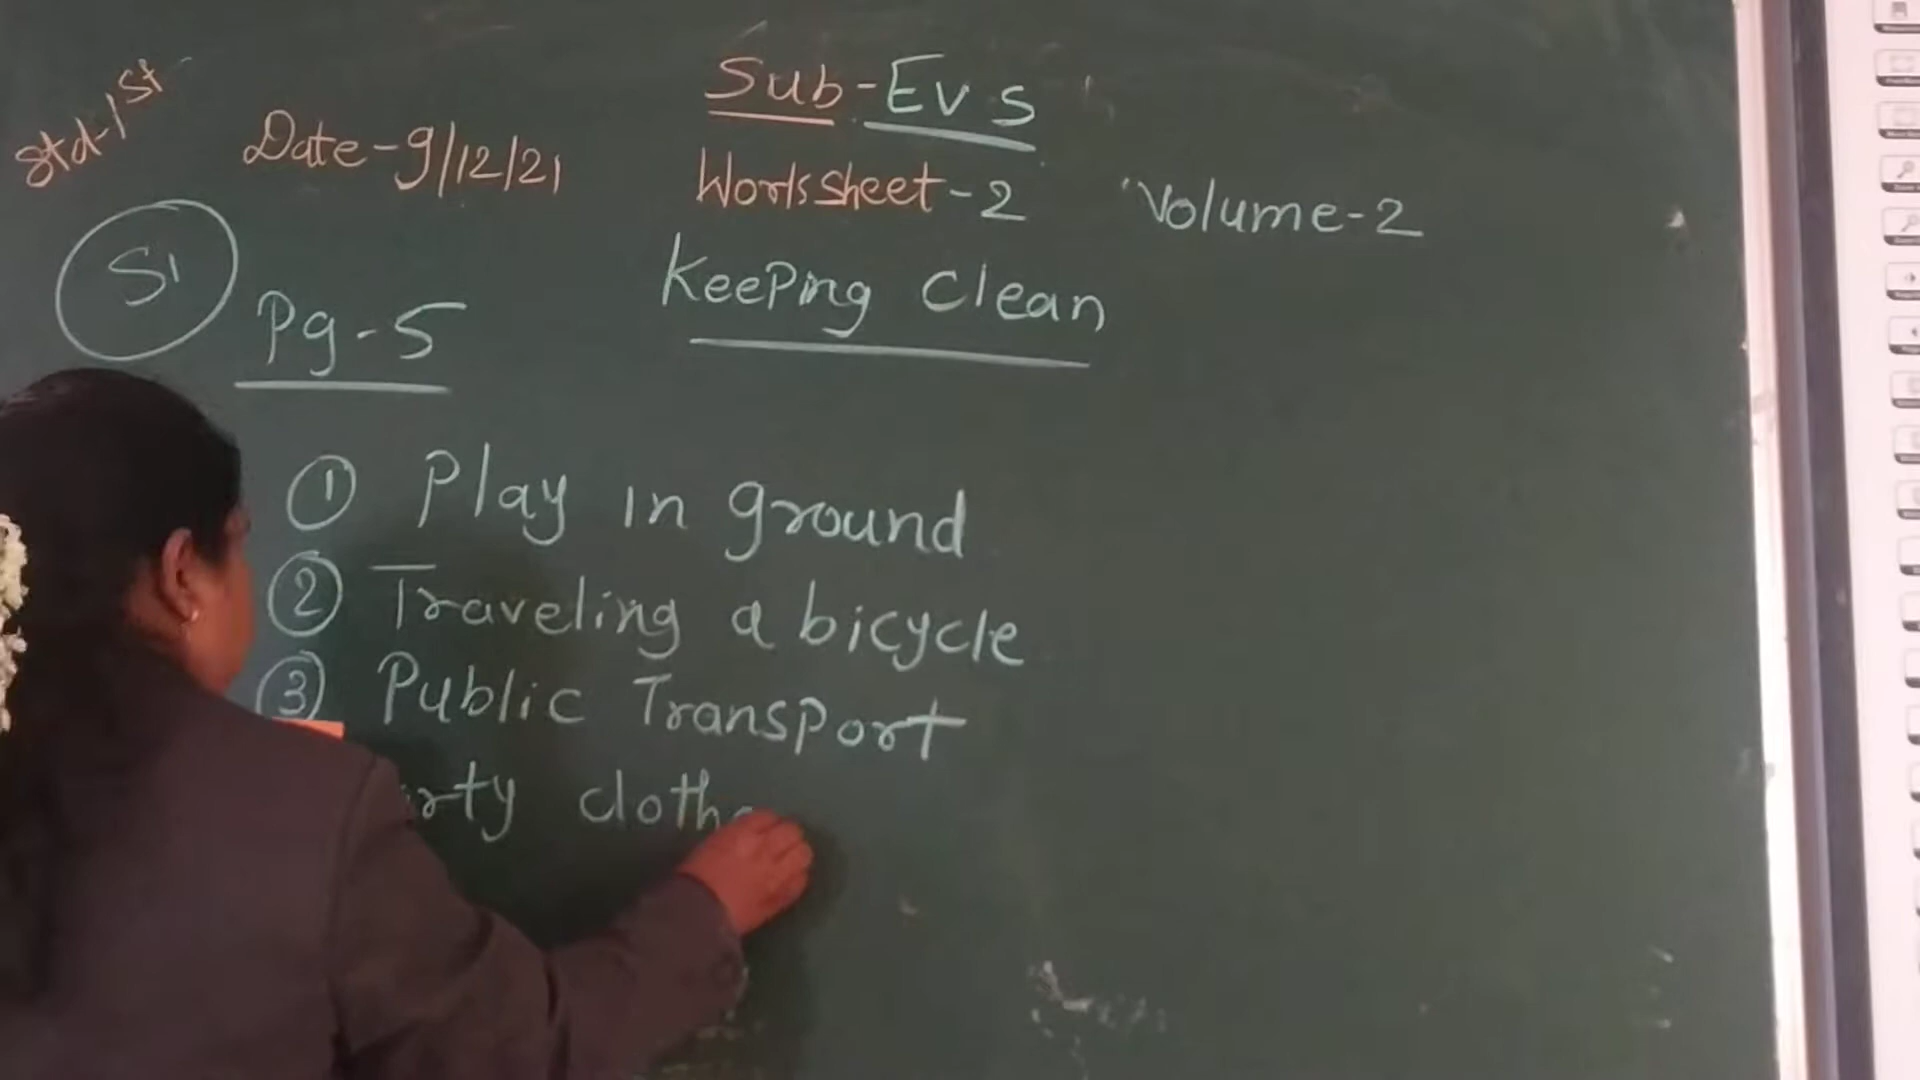 Std-1st
Sub-EVS
Date-9/12/21
Worksheet-2 Volume-2
S1
Keeping Clean
Pg-5
① Play in ground
② Traveling a bicycle
③ Public Transport